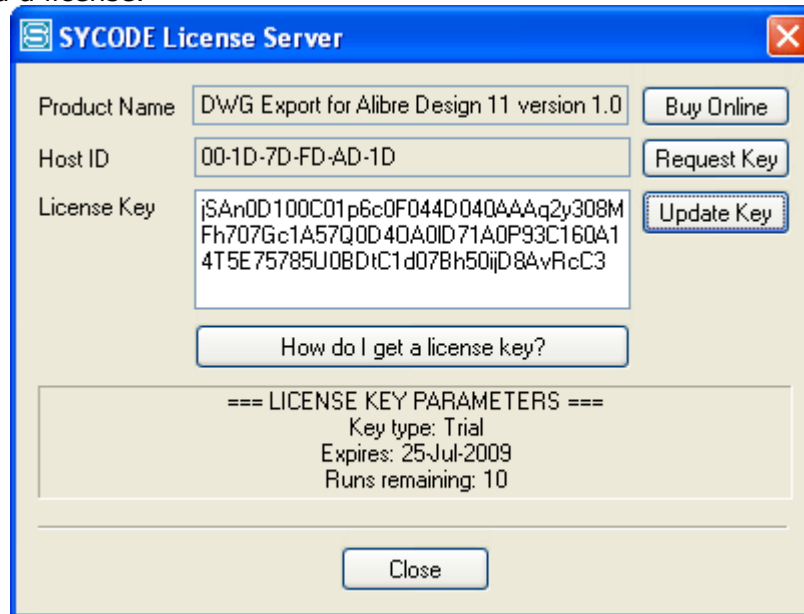 SYCODE License Server
Product Name DWG Export for Alibre Design 11 version 1.0 Buy Online
Host ID 00-1D-7D-FD-AD-1D Request Key
License Key jSAn0D100C01p6c0F044D040AAAq2y308M Update Key
Fh707Gc1A57Q0D4OA0ID71A0P93C160A1
4T5E75785U0BDtC1d07Bh50ijD8AvRcC3
How do I get a license key?
=== LICENSE KEY PARAMETERS ===
Key type: Trial
Expires: 25-Jul-2009
Runs remaining: 10
Close